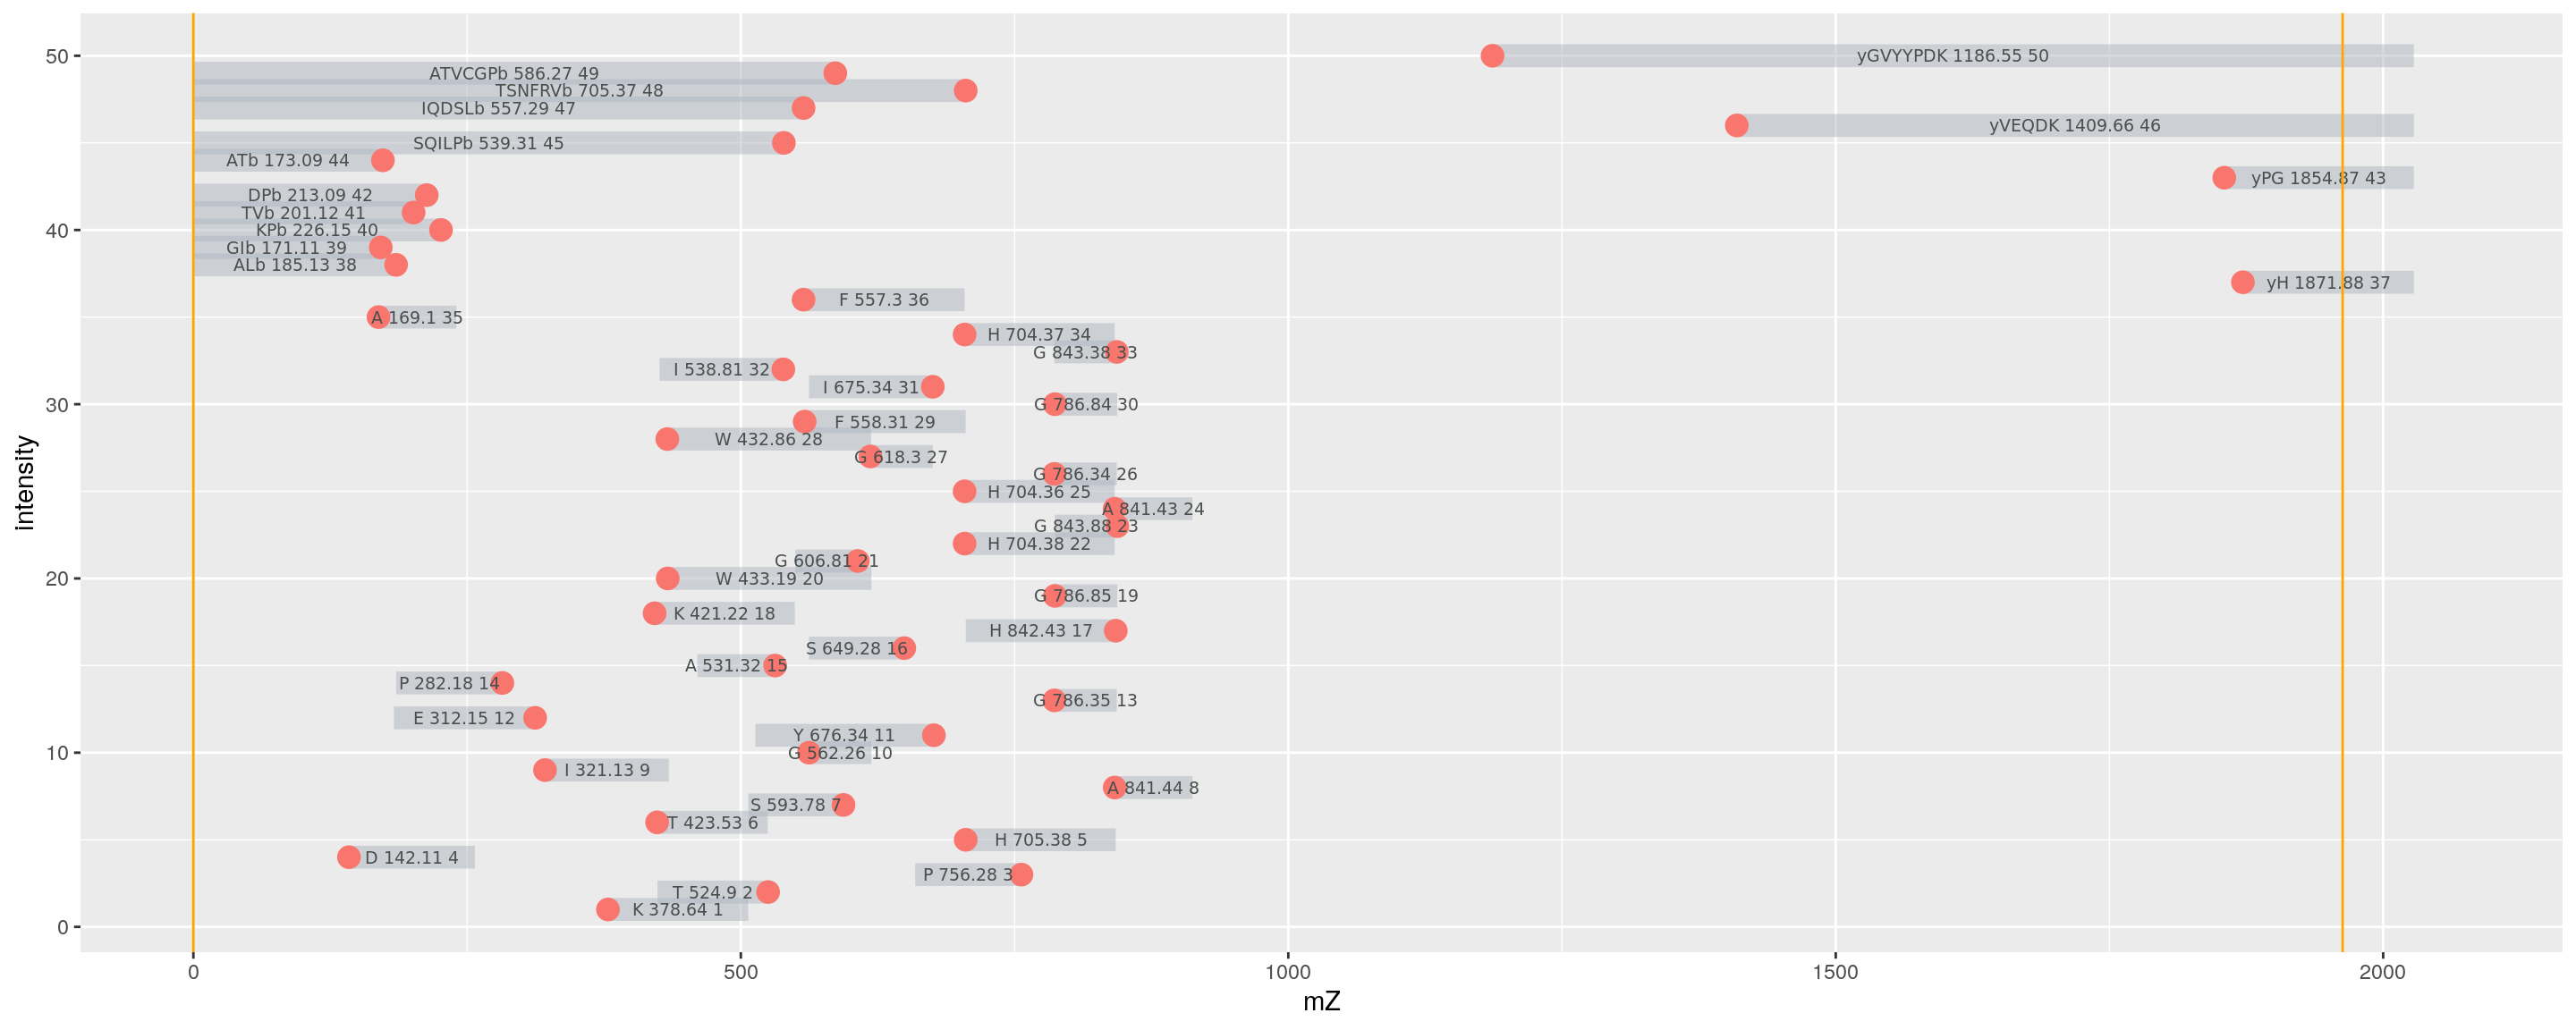 50
yGVYYPDK 1186.55 50
ATVCGPb 586.27 49
TSNFRVb 705.37 48
IQDSLb 557.29 47
yVEQDK 1409.66 46
SQILPb 539.31 45
ATb 173.09 44
yPG 1854.87 43
DPb 213.09 42
TVb 201.12 41
40
KPb 226.15 40
GIb 171.11 39
ALb 185.13 38
yH 1871.88 37
F 557.3 36
A 169.1 35
H 704.37 34
G 843.38 33
I 538.81 32
I 675.34 31
30
G 786.84 30
F 558.31 29
W 432.86 28
G 618.3 27
G 786.34 26
H 704.36 25
A 841.43 24
G 843.88 23
H 704.38 22
G 606.81 21
20
W 433.19 20
G 786.85 19
K 421.22 18
H 842.43 17
S 649.28 16
A 531.32 15
P 282.18 14
G 786.35 13
E 312.15 12
Y 676.34 11
10
G 562.26 10
I 321.13 9
A 841.44 8
S 593.78 7
T 423.53 6
H 705.38 5
D 142.11 4
P 756.28 3
T 524.9 2
K 378.64 1
0
intensity
0 500 1000 1500 2000
mZ